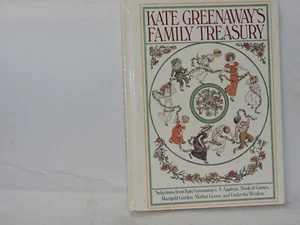 KATE GREENAWAY'S
FAMILY TREASURY
Selections from Kate Greenaway's A Apple Pie, Book of Games,
Marigold Garden, Mother Goose, and Under the Window